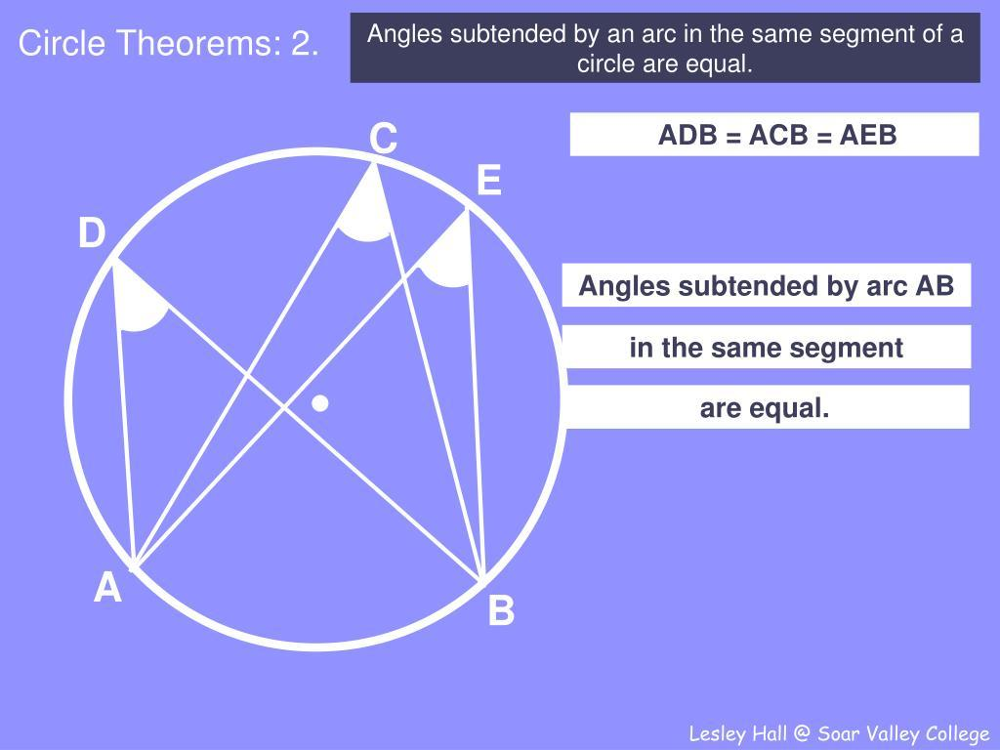 Circle Theorems: 2.
Angles subtended by an arc in the same segment of a
circle are equal.
ADB = ACB = AEB
C
E
D
Angles subtended by arc AB
in the same segment
are equal.
A
B
Lesley Hall @ Soar Valley College